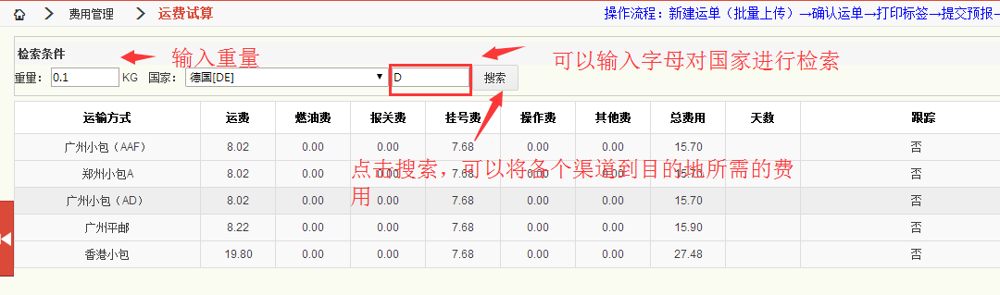 费用管理 运费试算 操作流程：新建运单（批量上传）→确认运单→打印标签→提交预报→
检索条件 输入重量 可以输入字母对国家进行检索
重量： 0.1 KG 国家： 德国[DE] D 搜索
运输方式 运费 燃油费 报关费 挂号费 操作费 其他费 总费用 天数 跟踪
广州小包（AAF） 8.02 0.00 0.00 7.68 0.00 0.00 15.70 否
点击搜索，可以将各个渠道到目的地所需的费
用
郑州小包A 8.02 0.00 0.00 7.68 0.00 0.00 15.70 否
广州小包（AD） 8.02 0.00 0.00 7.68 0.00 0.00 15.70 否
广州平邮 8.22 0.00 0.00 7.68 0.00 0.00 15.90 否
香港小包 19.80 0.00 0.00 7.68 0.00 0.00 27.48 否